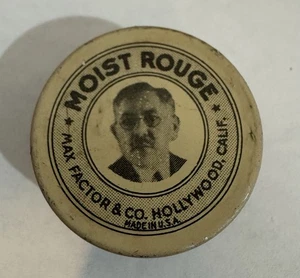 MOIST ROUGE
MAX FACTOR & CO. HOLLYWOOD, CALIF.
MADE IN U.S.A.